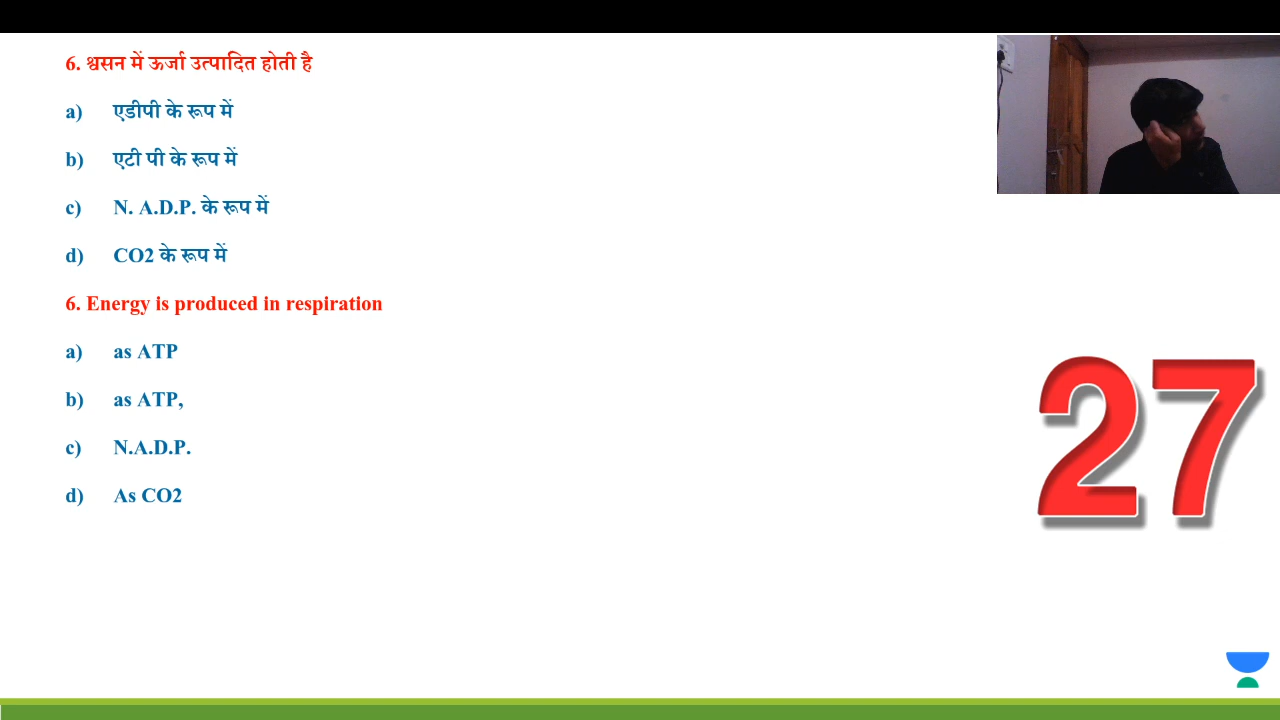 6. श्वसन में ऊर्जा उत्पादित होती है
a) एडीपी के रूप में
b) एटी पी के रूप में
c) N. A.D.P. के रूप में
d) CO2 के रूप में
6. Energy is produced in respiration
a) as ATP
b) as ATP,
c) N.A.D.P.
d) As CO2
27